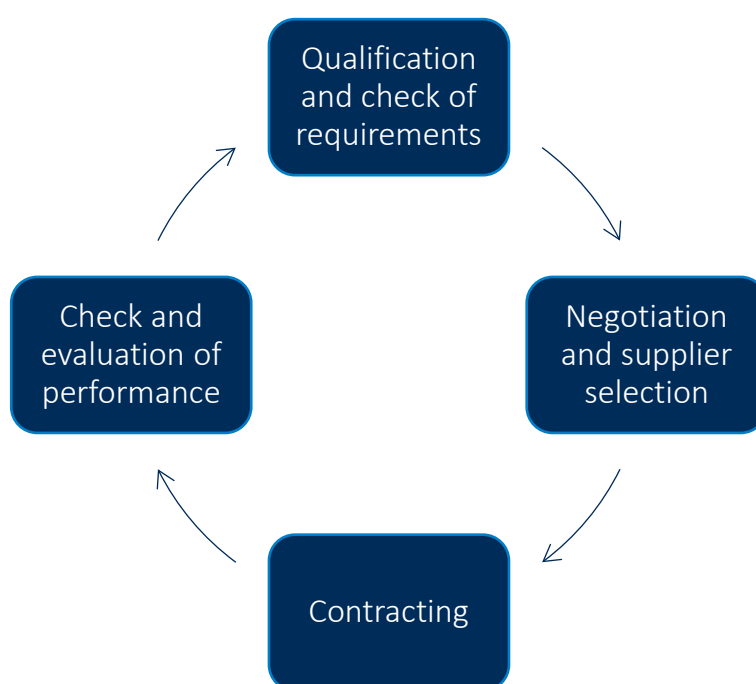 Qualification
and check of
requirements
Check and
evaluation of
performance
Negotiation
and supplier
selection
Contracting